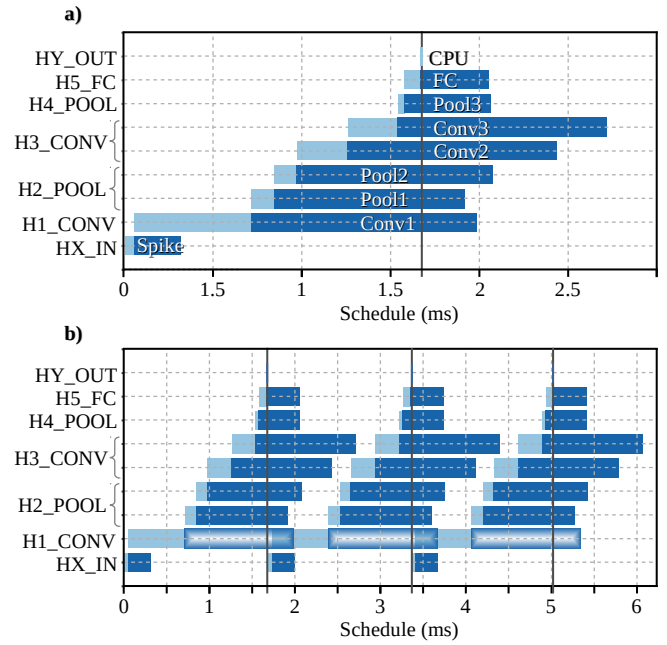 a)
HY_OUT CPU
H5_FC FC
H4_POOL Pool3
Conv3
H3_CONV
Conv2
Pool2
H2_POOL
Pool1
H1_CONV Conv1
HX_IN Spike
0 1.5 1 1.5 2 2.5
Schedule (ms)
b)
HY_OUT
H5_FC
H4_POOL
H3_CONV
H2_POOL
H1_CONV
HX_IN
0 1 2 3 4 5 6
Schedule (ms)